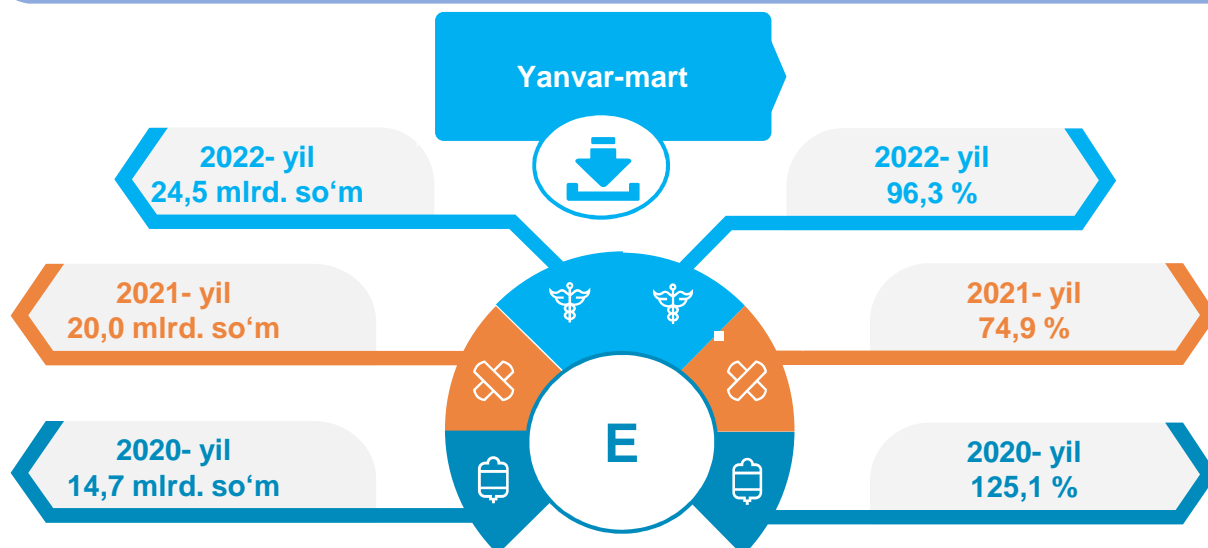 Yanvar-mart
2022- yil
24,5 mlrd. so‘m
2022- yil
96,3 %
2021- yil
20,0 mlrd. so‘m
2021- yil
74,9 %
E
2020- yil
14,7 mlrd. so‘m
2020- yil
125,1 %